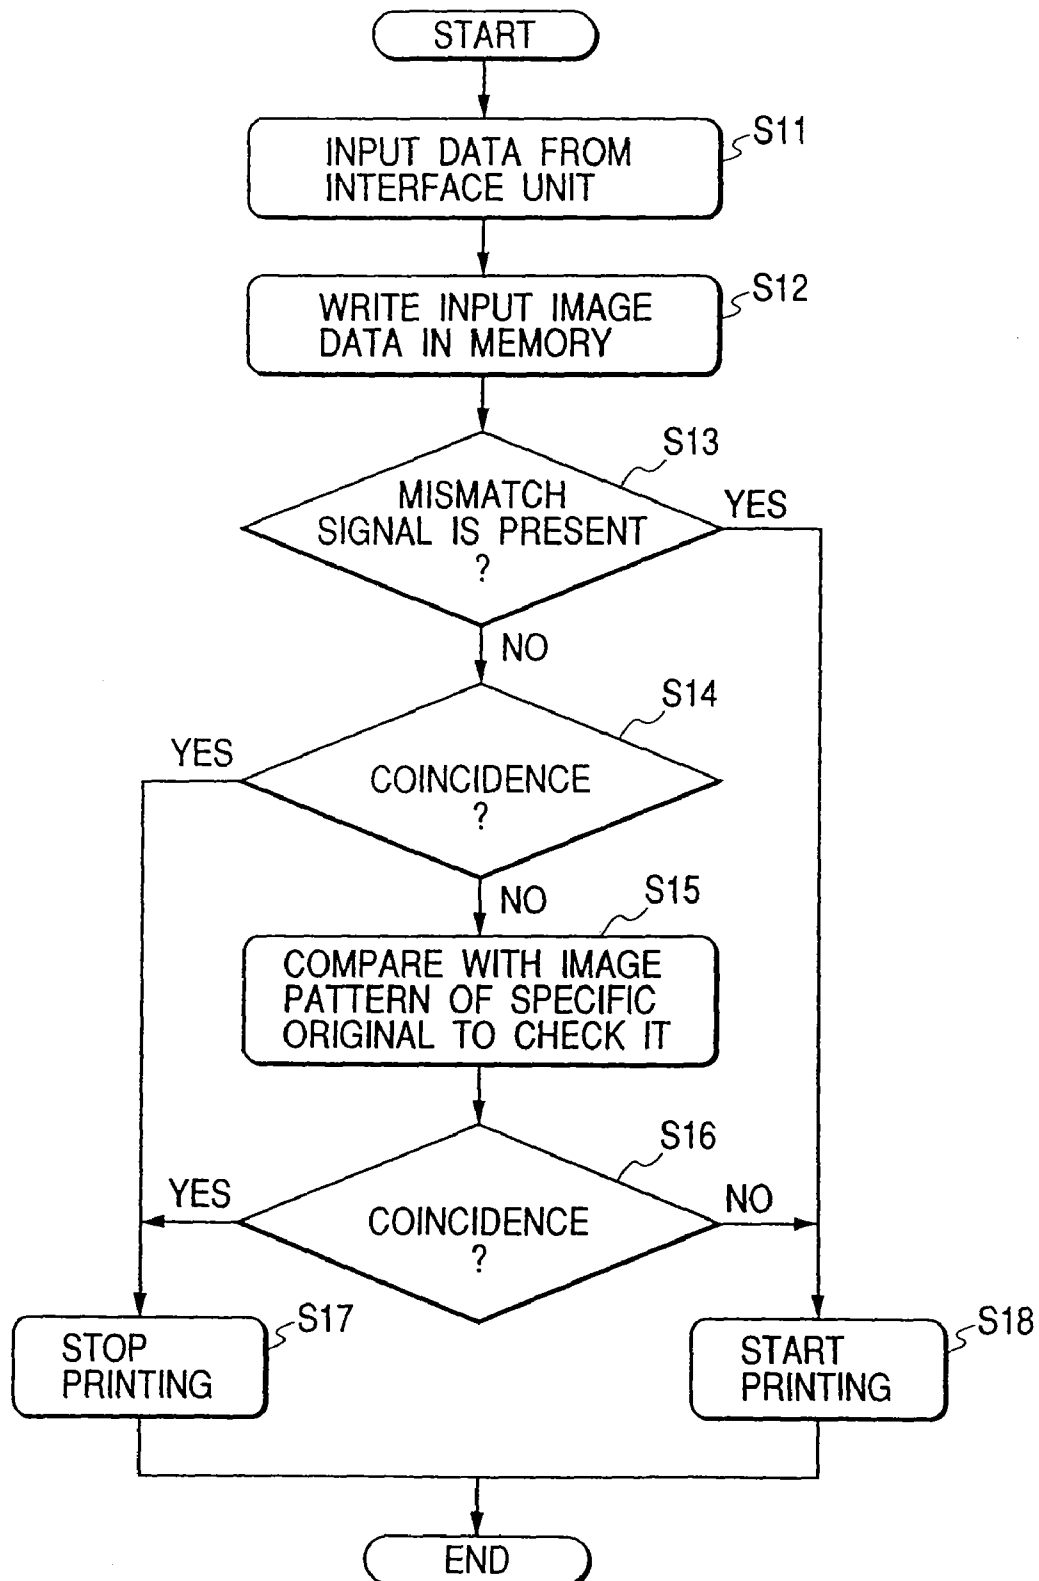 START
S11
INPUT DATA FROM
INTERFACE UNIT
S12
WRITE INPUT IMAGE
DATA IN MEMORY
S13
MISMATCH
SIGNAL IS PRESENT
?
YES
NO
S14
YES
COINCIDENCE
?
NO
S15
COMPARE WITH IMAGE
PATTERN OF SPECIFIC
ORIGINAL TO CHECK IT
S16
YES
COINCIDENCE
?
NO
S17
STOP
PRINTING
S18
START
PRINTING
END